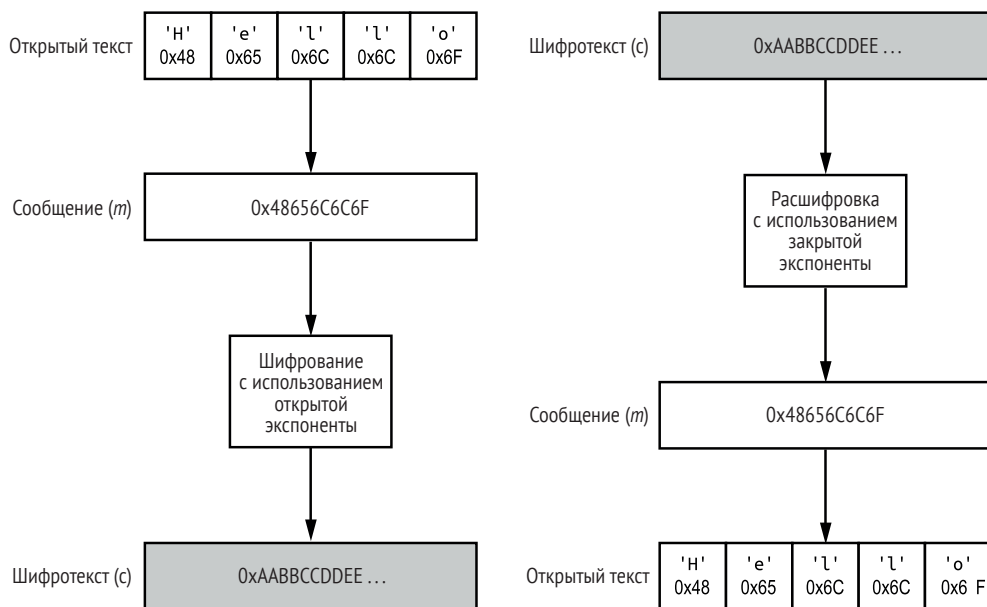 Открытый текст
'H' 'e' 'l' 'l' 'o'
0x48 0x65 0x6C 0x6C 0x6F
Сообщение (m)
0x48656C6C6F
Шифрование
с использованием
открытой
экспоненты
Шифротекст (c)
0xAABBCCDDEE ...
Шифротекст (c)
0xAABBCCDDEE ...
Расшифровка
с использованием
закрытой
экспоненты
Сообщение (m)
0x48656C6C6F
Открытый текст
'H' 'e' 'l' 'l' 'o'
0x48 0x65 0x6C 0x6C 0x6 F